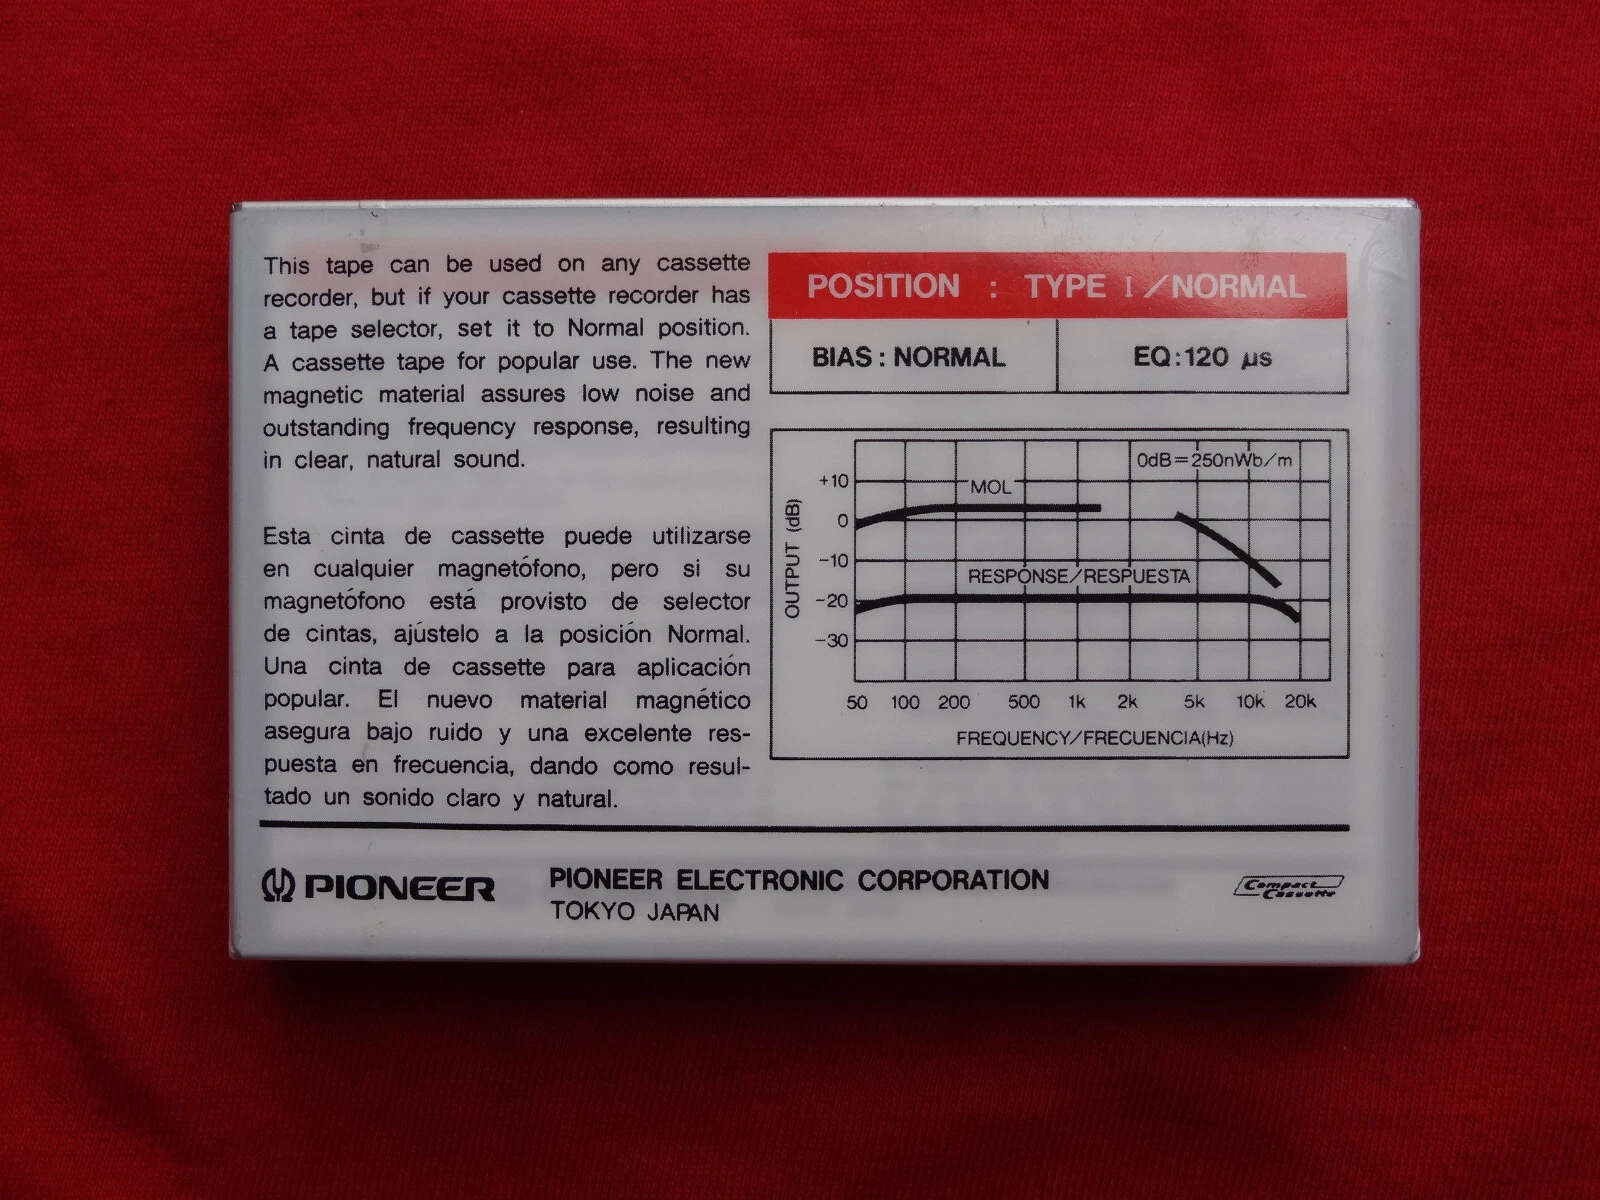 This tape can be used on any cassette
recorder, but if your cassette recorder has
a tape selector, set it to Normal position.
A cassette tape for popular use. The new
magnetic material assures low noise and
outstanding frequency response, resulting
in clear, natural sound.
Esta cinta de cassette puede utilizarse
en cualquier magnetófono, pero si su
magnetófono está provisto de selector
de cintas, ajústelo a la posición Normal.
Una cinta de cassette para aplicación
popular. El nuevo material magnético
asegura bajo ruido y una excelente res-
puesta en frecuencia, dando como resul-
tado un sonido claro y natural.
POSITION : TYPE I/NORMAL
BIAS : NORMAL EQ:120 µs
0dB=250nWb/m
+10
MOL
0
-10
RESPONSE/RESPUESTA
-20
-30
OUTPUT (dB)
50 100 200 500 1k 2k 5k 10k 20k
FREQUENCY/FRECUENCIA(Hz)
PIONEER
PIONEER ELECTRONIC CORPORATION
TOKYO JAPAN
Compact
Cassette